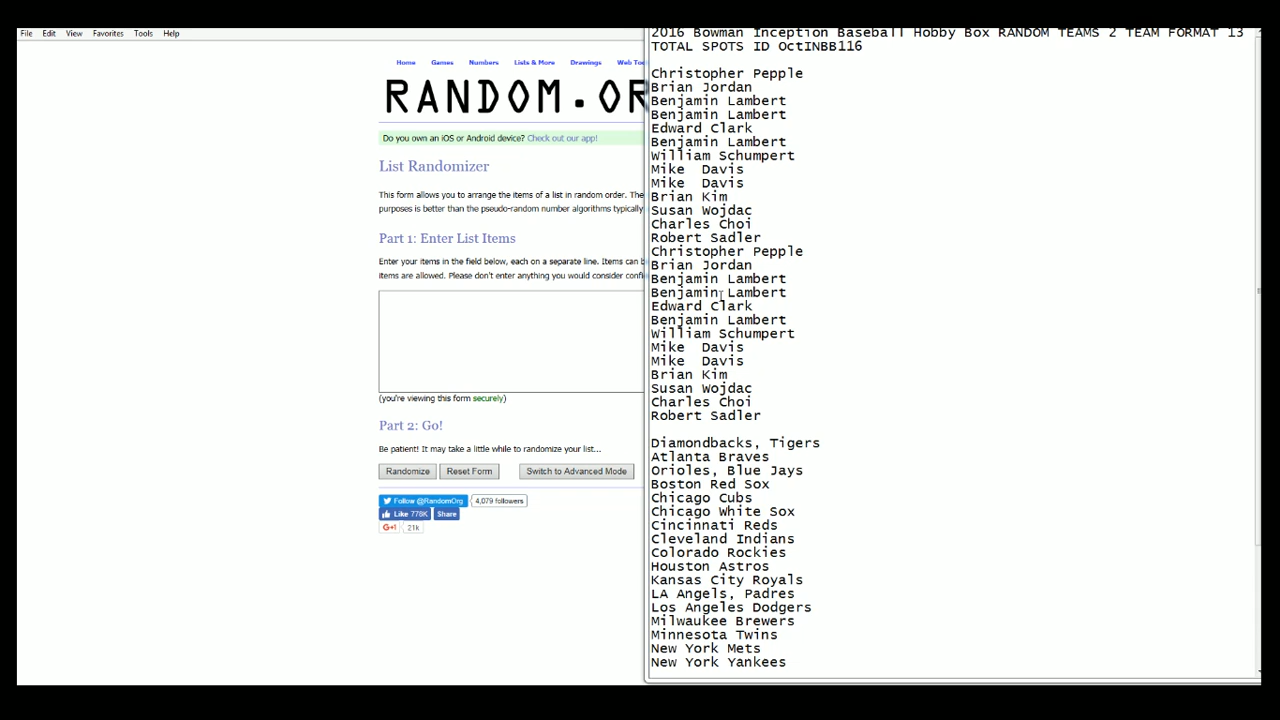 File Edit View Favorites Tools Help
Home Games Numbers Lists & More Drawings Web Too
RANDOM.OR
Do you own an iOS or Android device? Check out our app!
List Randomizer
This form allows you to arrange the items of a list in random order. The
purposes is better than the pseudo-random number algorithms typically
Part 1: Enter List Items
Enter your items in the field below, each on a separate line. Items can b
items are allowed. Please don't enter anything you would consider confi
(you're viewing this form securely)
Part 2: Go!
Be patient! It may take a little while to randomize your list...
Randomize Reset Form Switch to Advanced Mode
Follow @RandomOrg 4,079 followers
Like 778K Share
G+1 21k
2016 Bowman Inception Baseball Hobby Box RANDOM TEAMS 2 TEAM FORMAT 13
TOTAL SPOTS ID OctINBB116
Christopher Pepple
Brian Jordan
Benjamin Lambert
Benjamin Lambert
Edward Clark
Benjamin Lambert
William Schumpert
Mike  Davis
Mike  Davis
Brian Kim
Susan Wojdac
Charles Choi
Robert Sadler
Christopher Pepple
Brian Jordan
Benjamin Lambert
Benjamin Lambert
Edward Clark
Benjamin Lambert
William Schumpert
Mike  Davis
Mike  Davis
Brian Kim
Susan Wojdac
Charles Choi
Robert Sadler
Diamondbacks, Tigers
Atlanta Braves
Orioles, Blue Jays
Boston Red Sox
Chicago Cubs
Chicago White Sox
Cincinnati Reds
Cleveland Indians
Colorado Rockies
Houston Astros
Kansas City Royals
LA Angels, Padres
Los Angeles Dodgers
Milwaukee Brewers
Minnesota Twins
New York Mets
New York Yankees